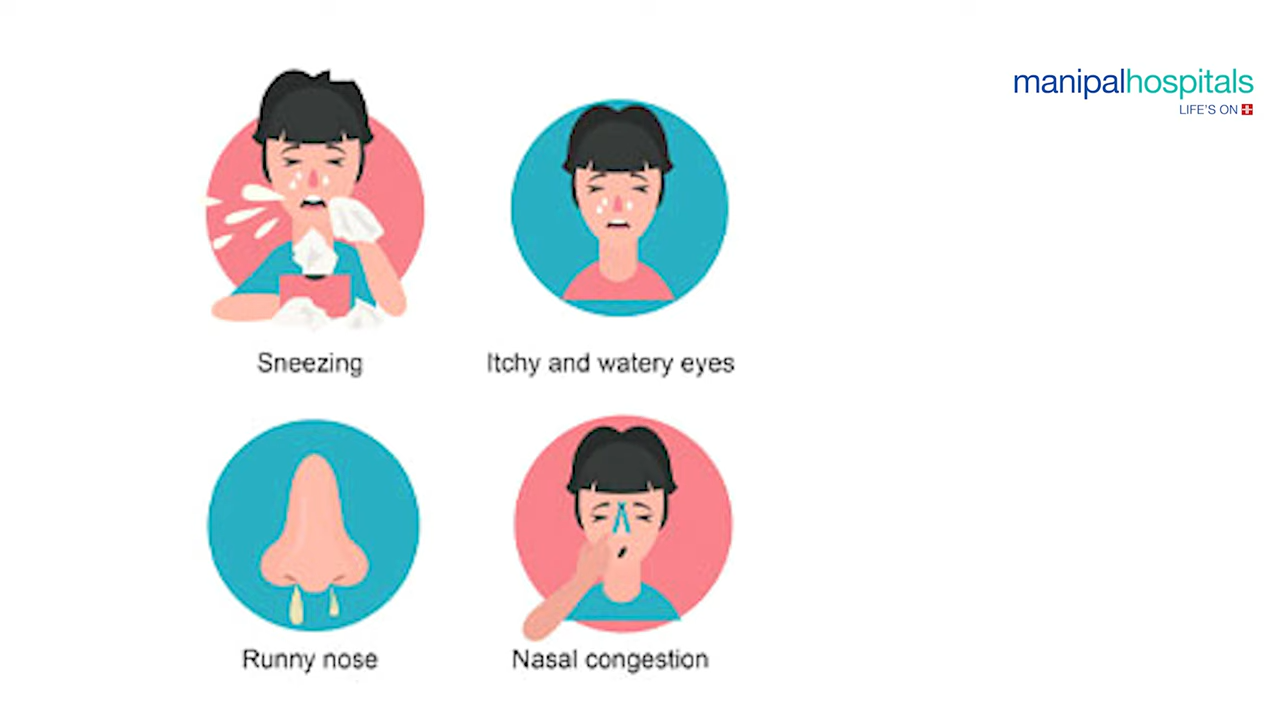 manipalhospitals
LIFE'S ON
Sneezing
Itchy and watery eyes
Runny nose
Nasal congestion